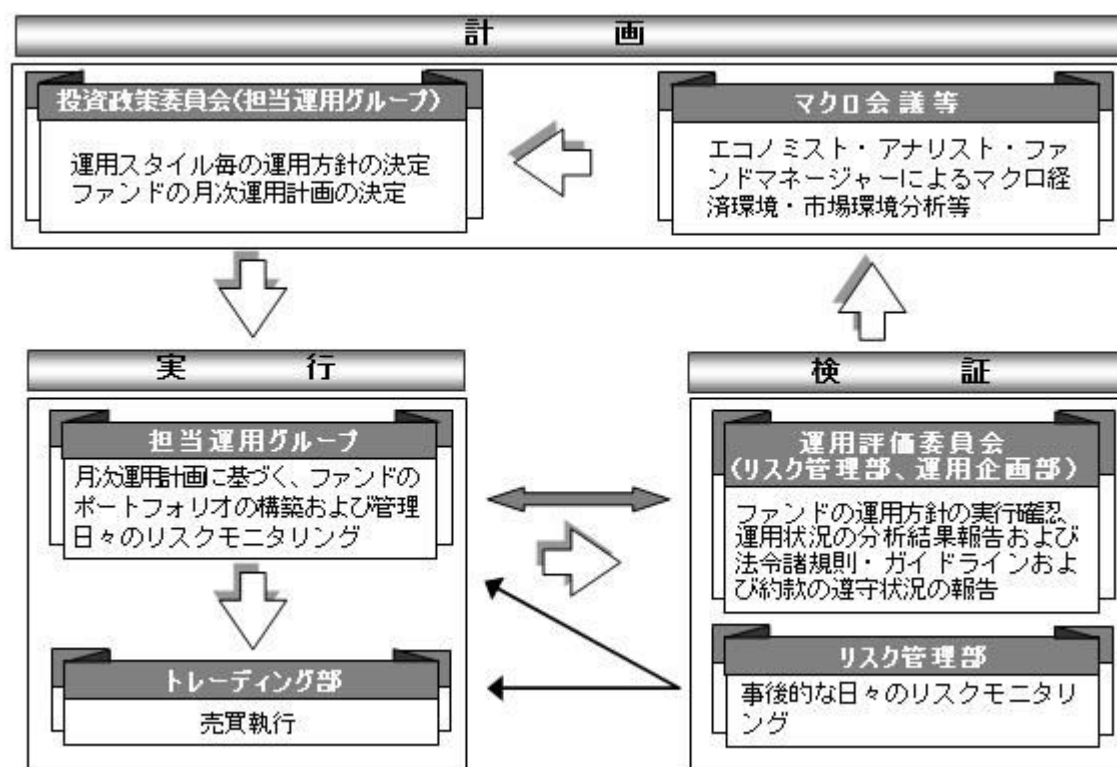 計画
投資政策委員会(担当運用グループ)
運用スタイル毎の運用方針の決定
ファンドの月次運用計画の決定
マクロ会議等
エコノミスト・アナリスト・ファ
ンドマネージャーによるマクロ経
済環境・市場環境分析等
実行
担当運用グループ
月次運用計画に基づく、ファンドの
ポートフォリオの構築および管理
日々のリスクモニタリング
トレーディング部
売買執行
検証
運用評価委員会
(リスク管理部、運用企画部)
ファンドの運用方針の実行確認、
運用状況の分析結果報告および
法令諸規則・ガイドラインおよ
び約款の遵守状況の報告
リスク管理部
事後的な日々のリスクモニタリ
ング